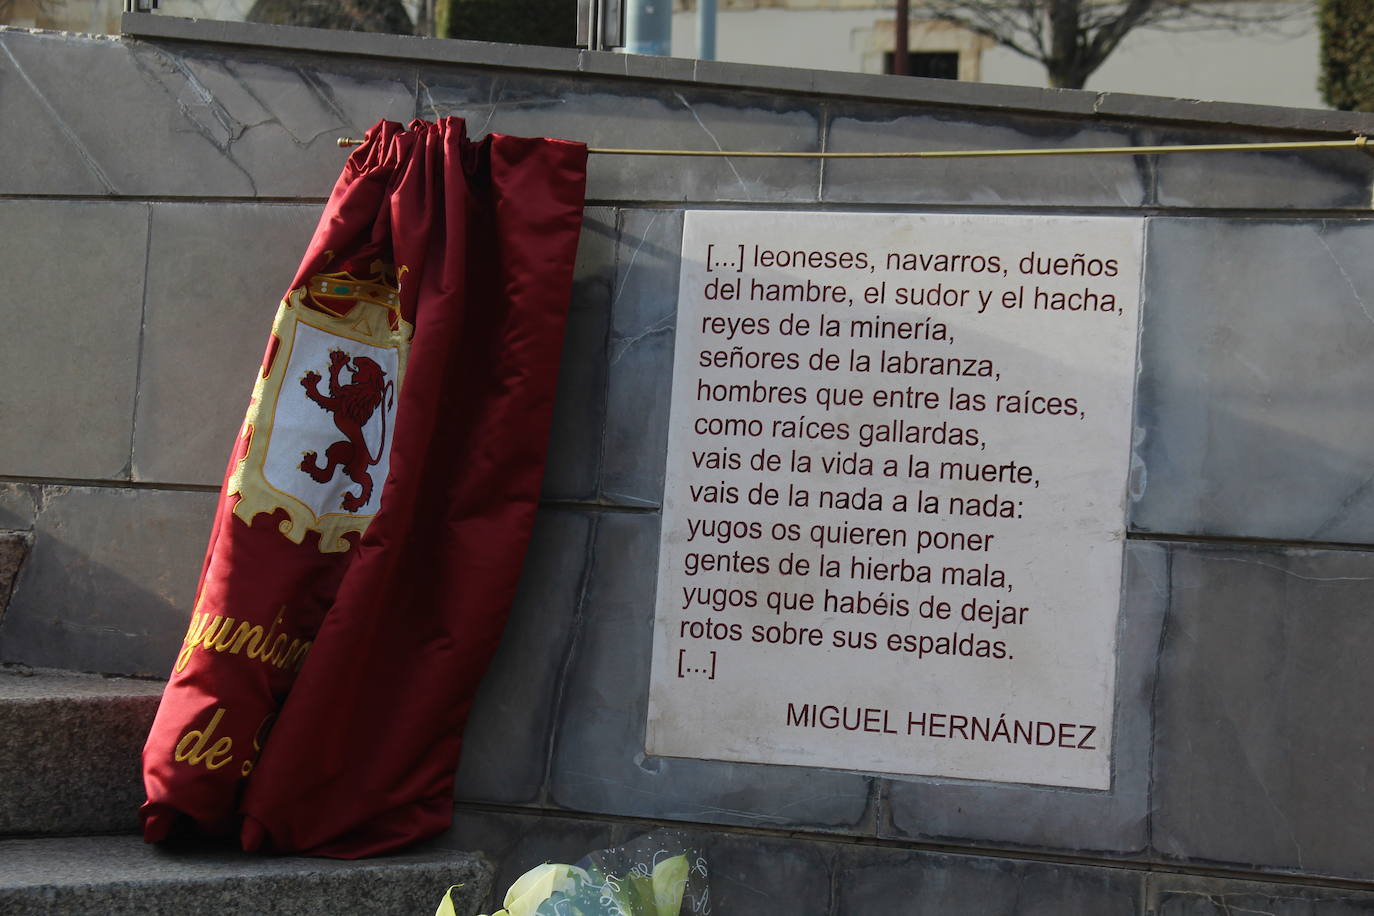 [...] leoneses, navarros, dueños
del hambre, el sudor y el hacha,
reyes de la minería,
señores de la labranza,
hombres que entre las raíces,
como raíces gallardas,
vais de la vida a la muerte,
vais de la nada a la nada:
yugos os quieren poner
gentes de la hierba mala,
yugos que habéis de dejar
rotos sobre sus espaldas.
[...]
MIGUEL HERNÁNDEZ
de